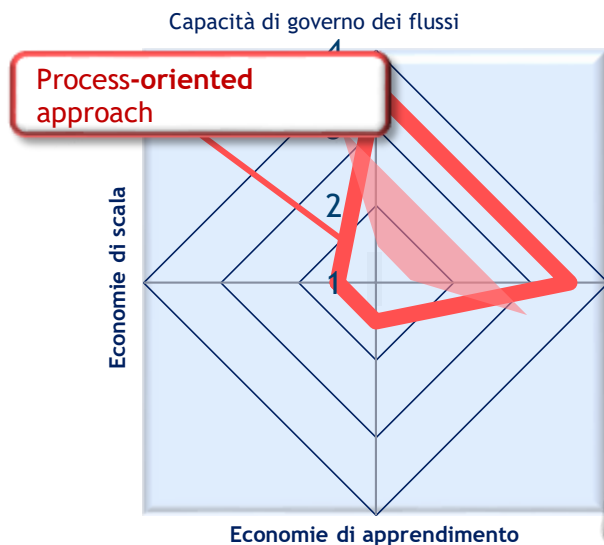 Capacità di governo dei flussi
4
Process-oriented
approach
3
2
1
Economie di scala
Economie di apprendimento